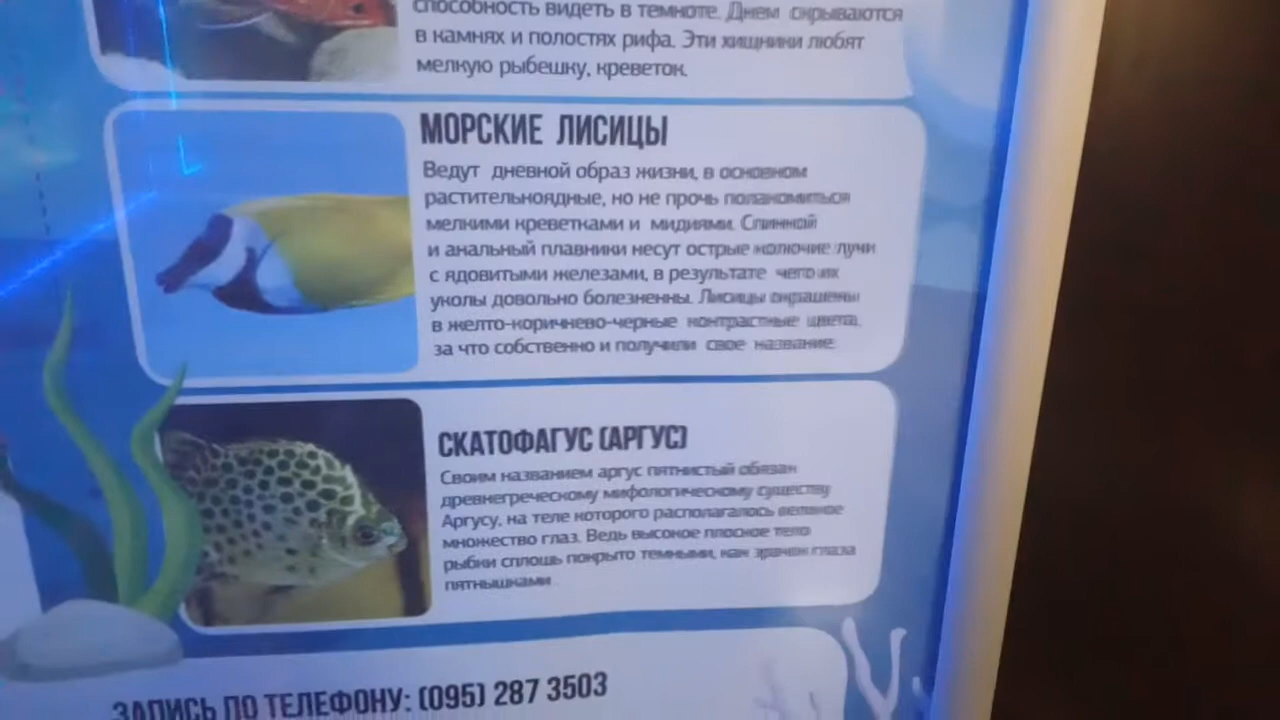 способность видеть в темноте. Днем скрываются
в камнях и полостях рифа. Эти хищники любят
мелкую рыбешку, креветок.
МОРСКИЕ ЛИСИЦЫ
Ведут дневной образ жизни, в основном
растительноядные, но не прочь полакомиться
мелкими креветками и мидиями. Спинной
и анальный плавники несут острые колючие лучи
с ядовитыми железами, в результате чего их
уколы довольно болезненны. Лисицы окрашены
в желто-коричнево-черные контрастные цвета,
за что собственно и получили свое название.
СКАТОФАГУС (АРГУС)
Своим названием аргус пятнистый обязан
древнегреческому мифологическому существу
Аргусу, на теле которого располагалось великое
множество глаз. Ведь высокое плоское тело
рыбки сплошь покрыто темными, как зрачок глаза
пятнышками.
ЗАПИСЬ ПО ТЕЛЕФОНУ: (095) 287 3503